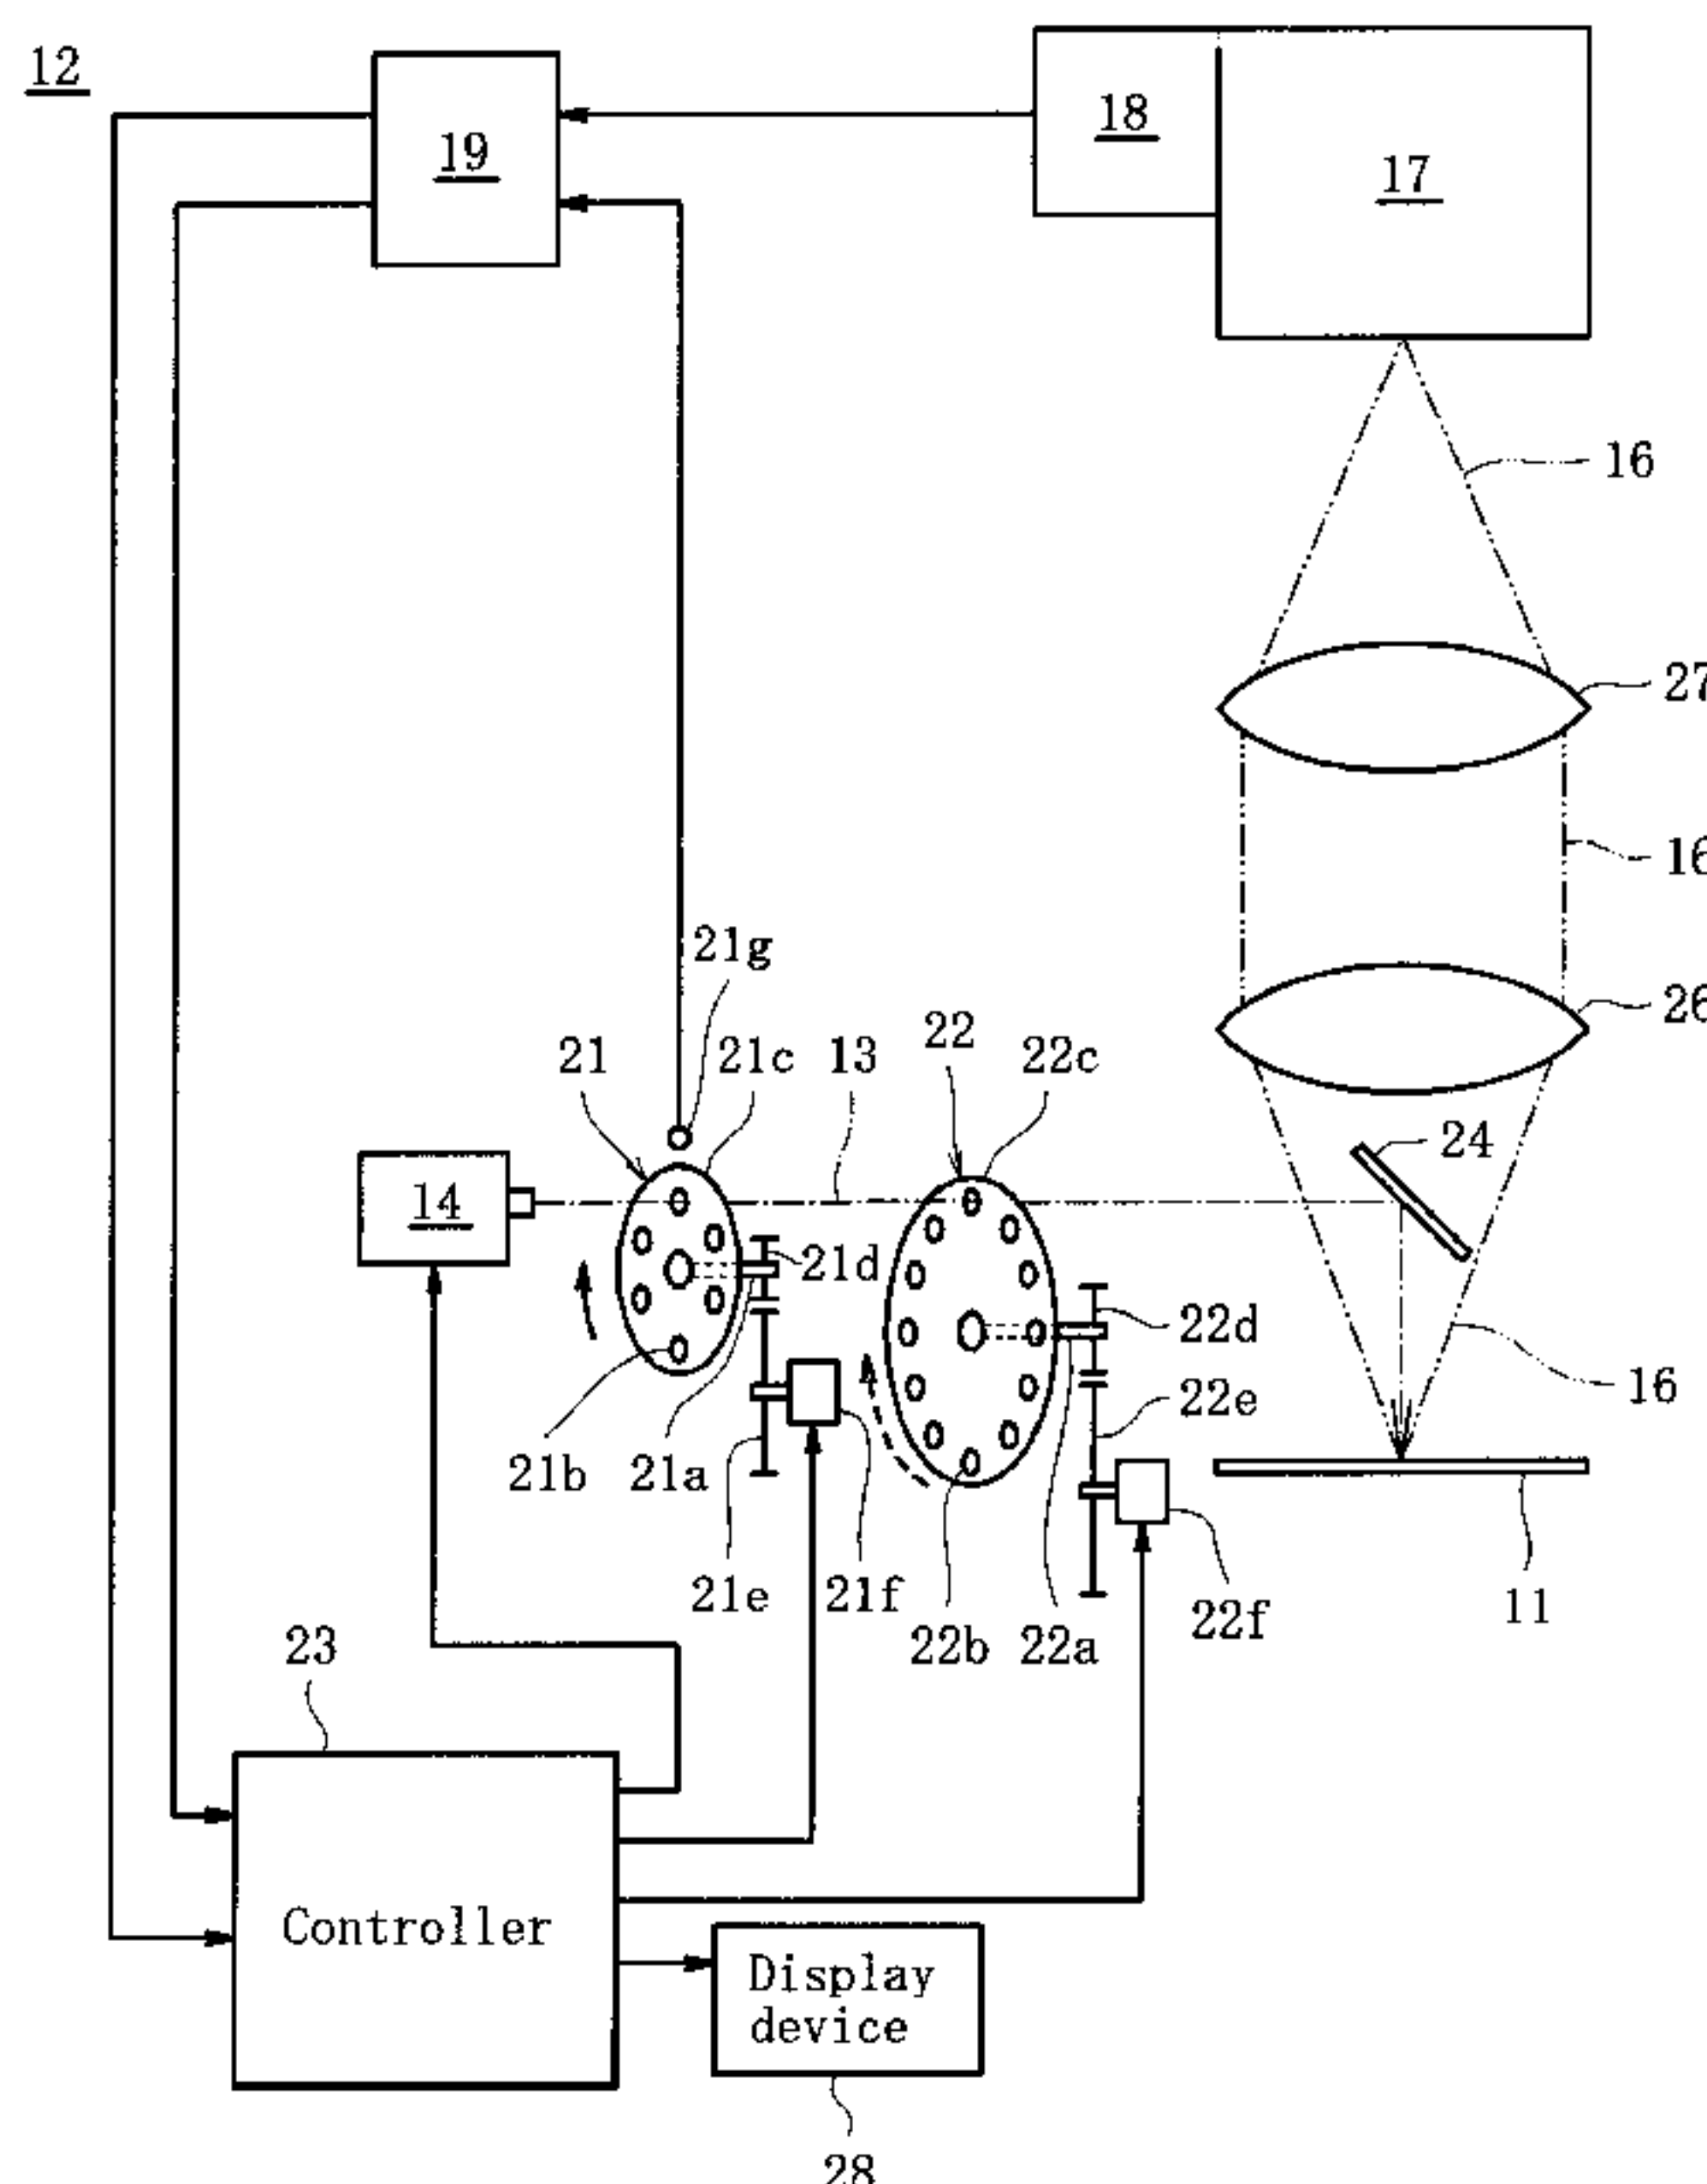 12
19
18
17
16
27
16
26
21g
21
21c
13
22
22c
24
14
21d
22d
22e
16
21b
21a
21e
21f
22b
22a
22f
11
23
Controller
Display
device
28